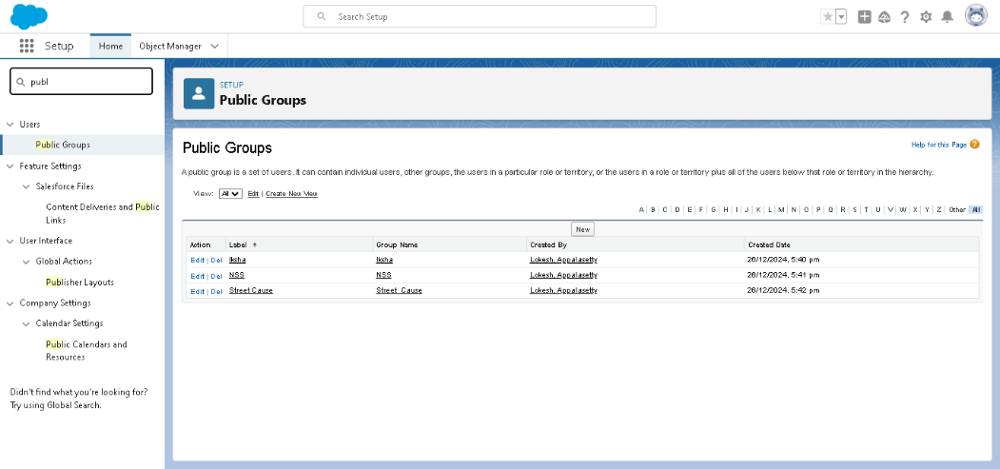 Search Setup
Setup
Home
Object Manager
publ
Users
Public Groups
Feature Settings
Salesforce Files
Content Deliveries and Public
Links
User Interface
Global Actions
Publisher Layouts
Company Settings
Calendar Settings
Public Calendars and
Resources
Didn't find what you're looking for?
Try using Global Search.
SETUP
Public Groups
Public Groups
Help for this Page ?
A public group is a set of users. It can contain individual users, other groups, the users in a particular role or territory, or the users in a role or territory plus all of the users below that role or territory in the hierarchy.
View: All Edit | Create New View
A | B | C | D | E | F | G | H | I | J | K | L | M | N | O | P | Q | R | S | T | U | V | W | X | Y | Z | Other | All
New
Action Label Group Name Created By Created Date
Edit | Del Iksha Iksha Lokesh, Appalasetty 26/12/2024, 5:40 pm
Edit | Del NSS NSS Lokesh, Appalasetty 26/12/2024, 5:41 pm
Edit | Del Street Cause Street_Cause Lokesh, Appalasetty 26/12/2024, 5:42 pm